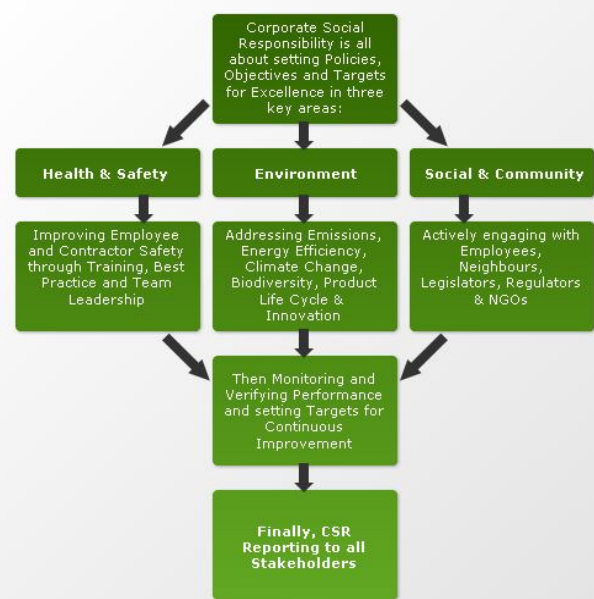 Corporate Social
Responsibility is all
about setting Policies,
Objectives and Targets
for Excellence in three
key areas:
Health & Safety
Environment
Social & Community
Improving Employee
and Contractor Safety
through Training, Best
Practice and Team
Leadership
Addressing Emissions,
Energy Efficiency,
Climate Change,
Biodiversity, Product
Life Cycle &
Innovation
Actively engaging with
Employees,
Neighbours,
Legislators, Regulators
& NGOs
Then Monitoring and
Verifying Performance
and setting Targets for
Continuous
Improvement
Finally, CSR
Reporting to all
Stakeholders